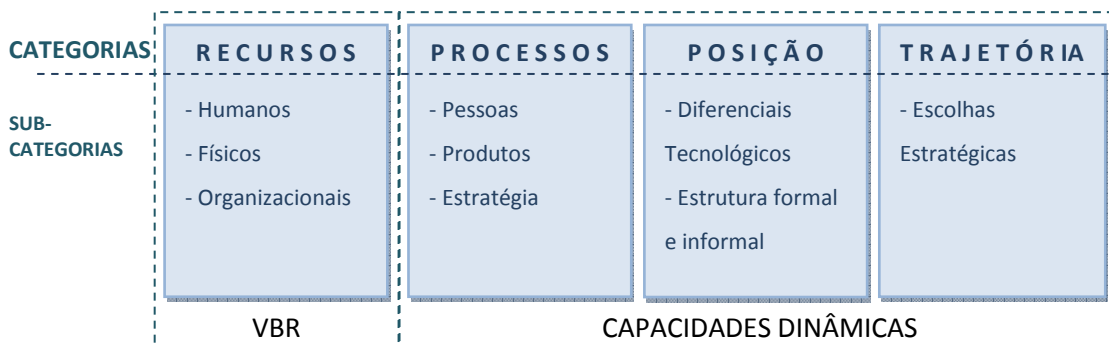 CATEGORIAS
RECURSOS
PROCESSOS
POSIÇÃO
TRAJETÓRIA
SUB-
CATEGORIAS
- Humanos
- Físicos
- Organizacionais
- Pessoas
- Produtos
- Estratégia
- Diferenciais
Tecnológicos
- Estrutura formal
e informal
- Escolhas
Estratégicas
VBR
CAPACIDADES DINÂMICAS